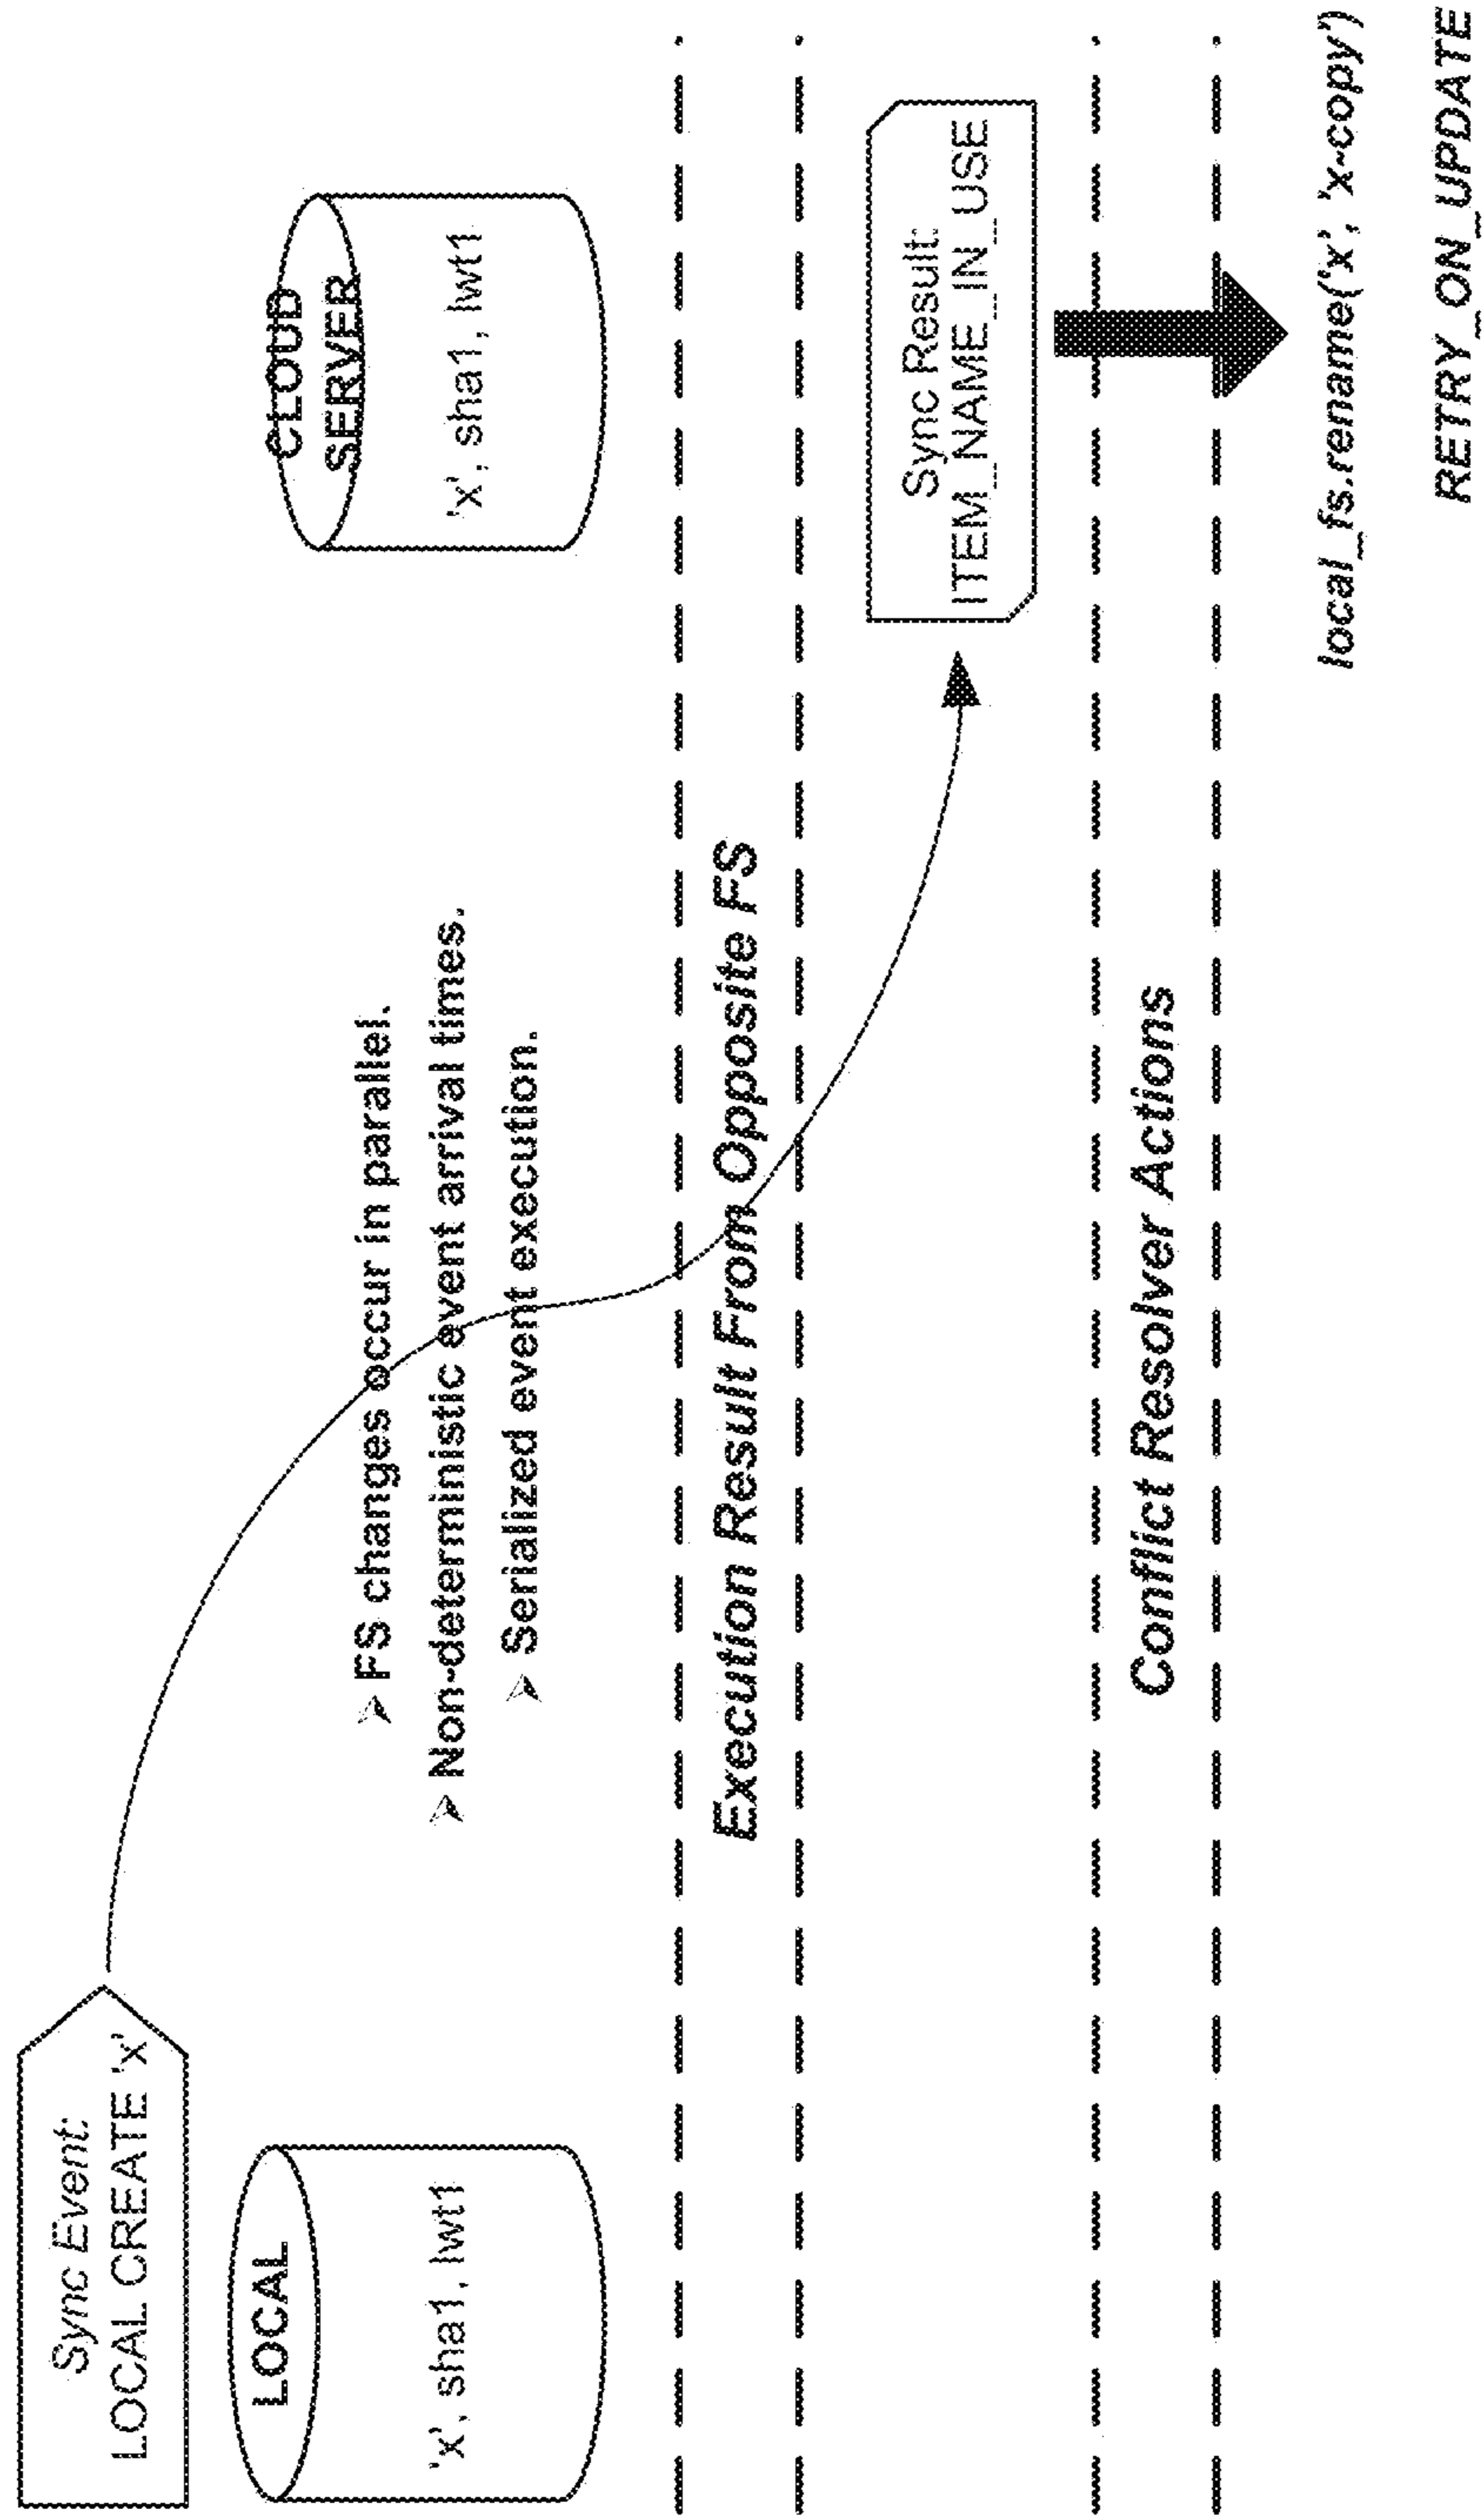 Sync Event:
LOCAL CREATE 'x'
LOCAL
'x', sha1, lwt1
FS changes occur in parallel.
Non-deterministic event arrival times.
Serialized event execution.
CLOUD
SERVER
'x', sha1, lwt1
Execution Result From Opposite FS
Sync Result:
ITEM_NAME_IN_USE
Conflict Resolver Actions
local_fs.rename('x', 'x~copy')
RETRY_ON_UPDATE